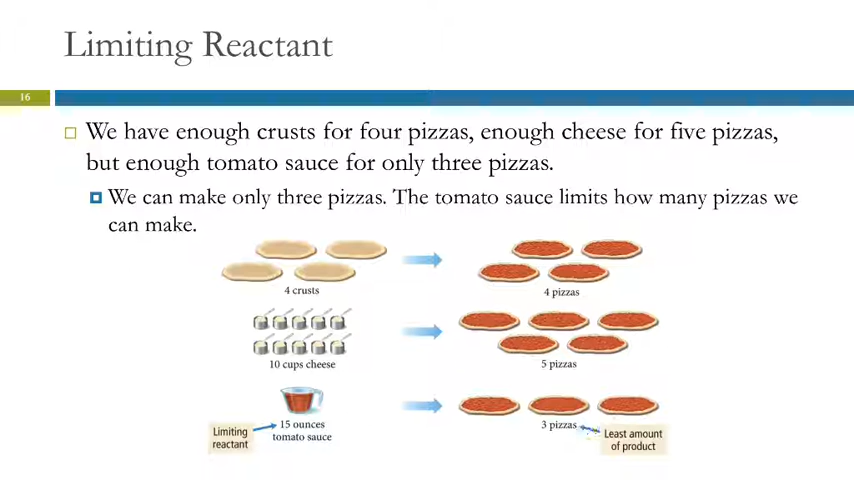 Limiting Reactant
16
We have enough crusts for four pizzas, enough cheese for five pizzas,
but enough tomato sauce for only three pizzas.
We can make only three pizzas. The tomato sauce limits how many pizzas we
can make.
4 crusts
4 pizzas
10 cups cheese
5 pizzas
Limiting
reactant
15 ounces
tomato sauce
3 pizzas
Least amount
of product